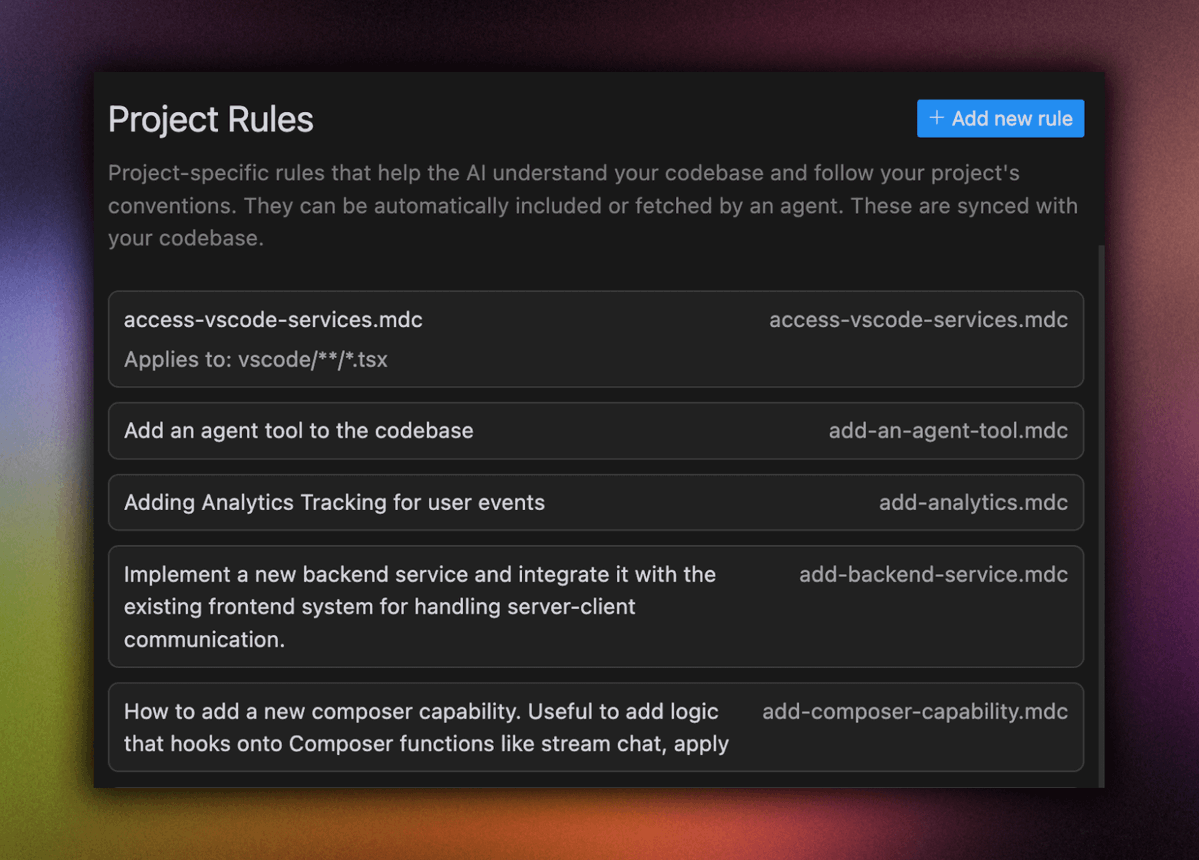 Project Rules
+ Add new rule
Project-specific rules that help the AI understand your codebase and follow your project's
conventions. They can be automatically included or fetched by an agent. These are synced with
your codebase.
access-vscode-services.mdc
access-vscode-services.mdc
Applies to: vscode/**/*.tsx
Add an agent tool to the codebase
add-an-agent-tool.mdc
Adding Analytics Tracking for user events
add-analytics.mdc
Implement a new backend service and integrate it with the
existing frontend system for handling server-client
communication.
add-backend-service.mdc
How to add a new composer capability. Useful to add logic
that hooks onto Composer functions like stream chat, apply
add-composer-capability.mdc